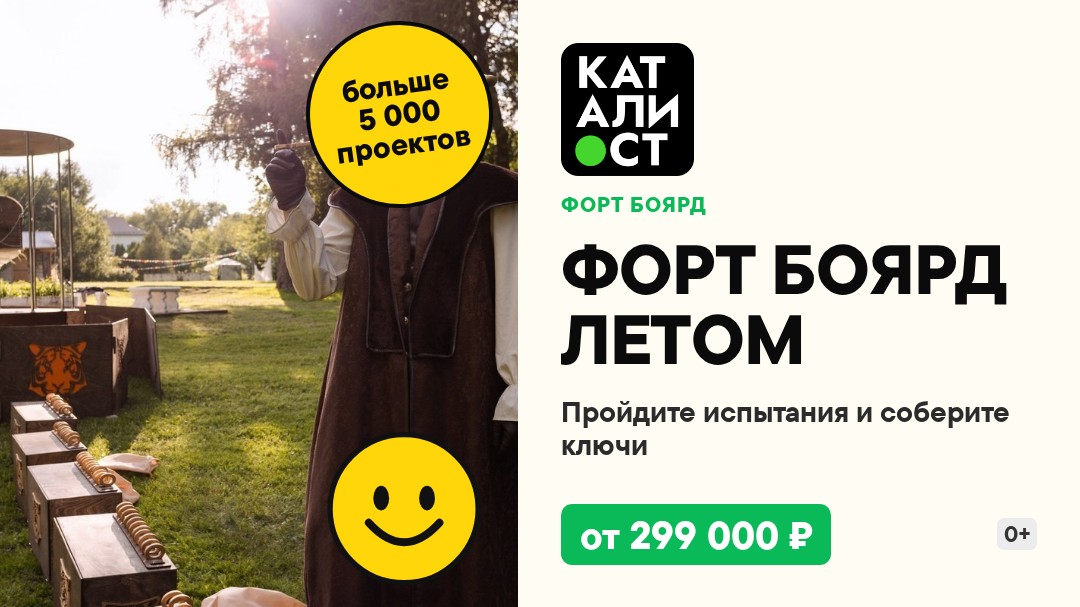 больше
5 000
проектов
КАТ
АЛИ
СТ
ФОРТ БОЯРД
ФОРТ БОЯРД
ЛЕТОМ
Пройдите испытания и соберите
ключи
от 299 000 ₽
0+